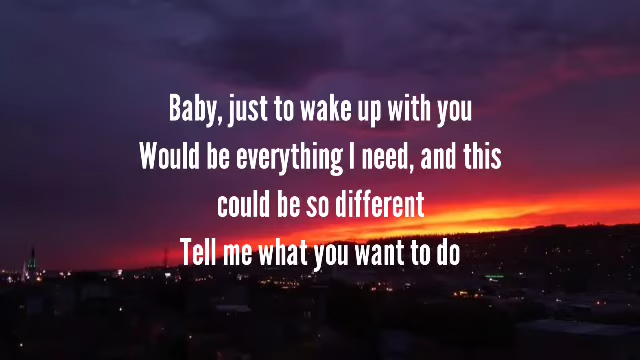 Baby, just to wake up with you
Would be everything I need, and this
could be so different
Tell me what you want to do